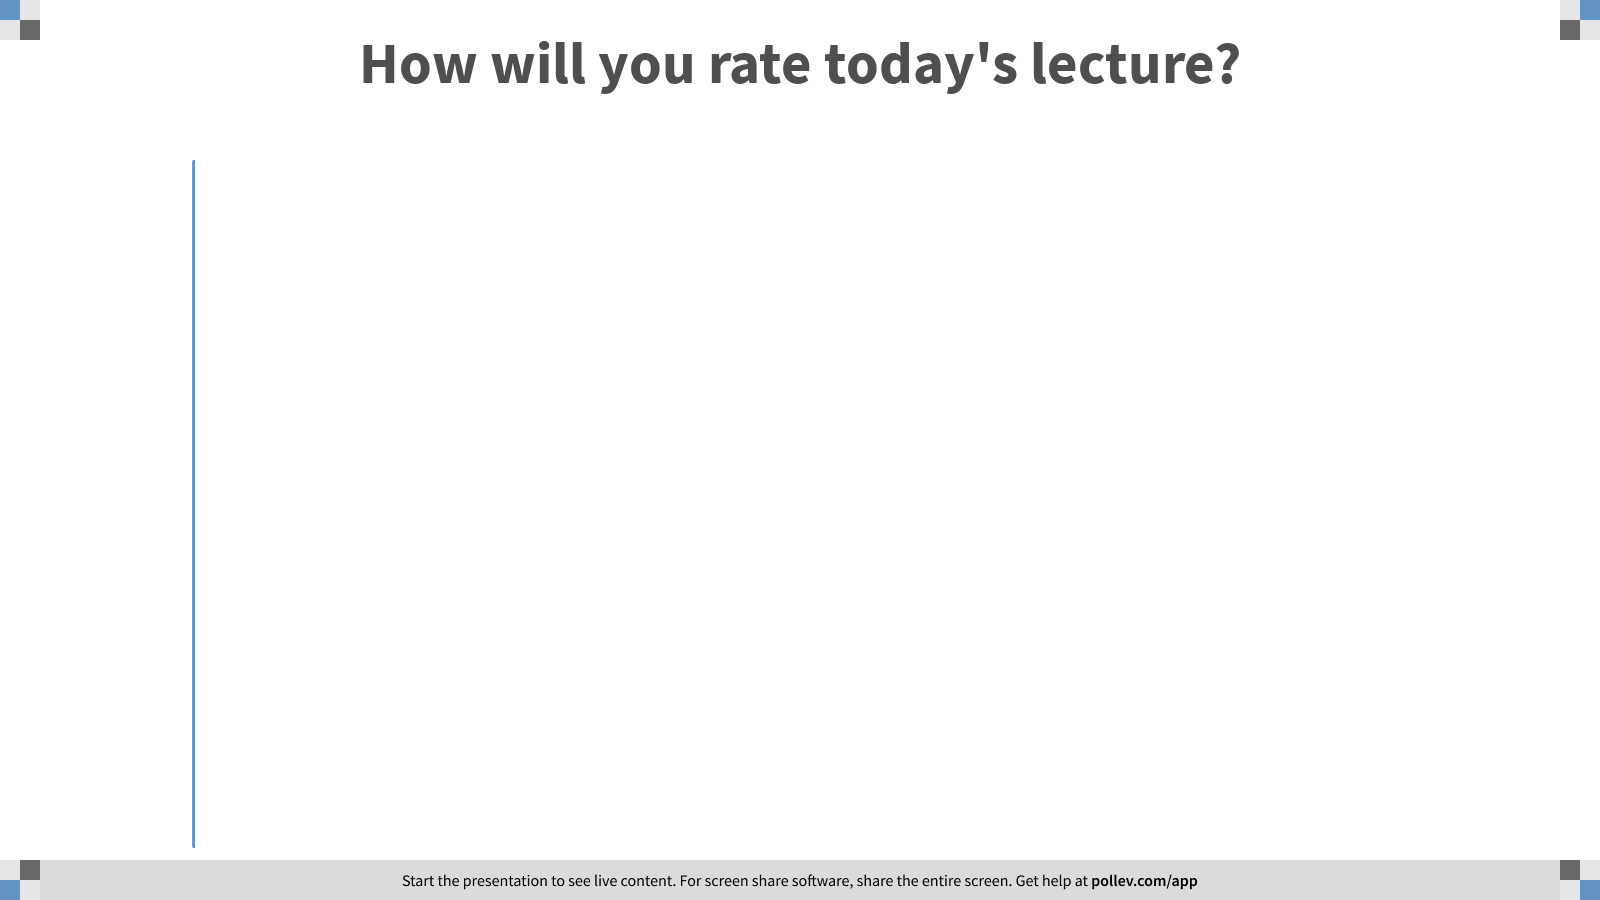 How will you rate today's lecture?
Start the presentation to see live content. For screen share software, share the entire screen. Get help at pollev.com/app